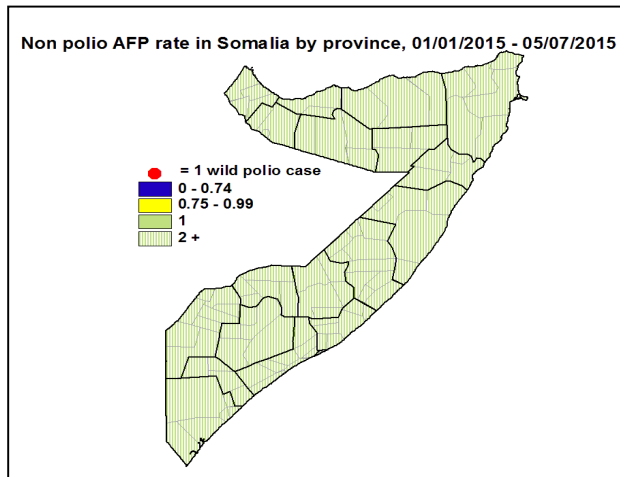 Non polio AFP rate in Somalia by province, 01/01/2015 - 05/07/2015
= 1 wild polio case
0 - 0.74
0.75 - 0.99
1
2 +